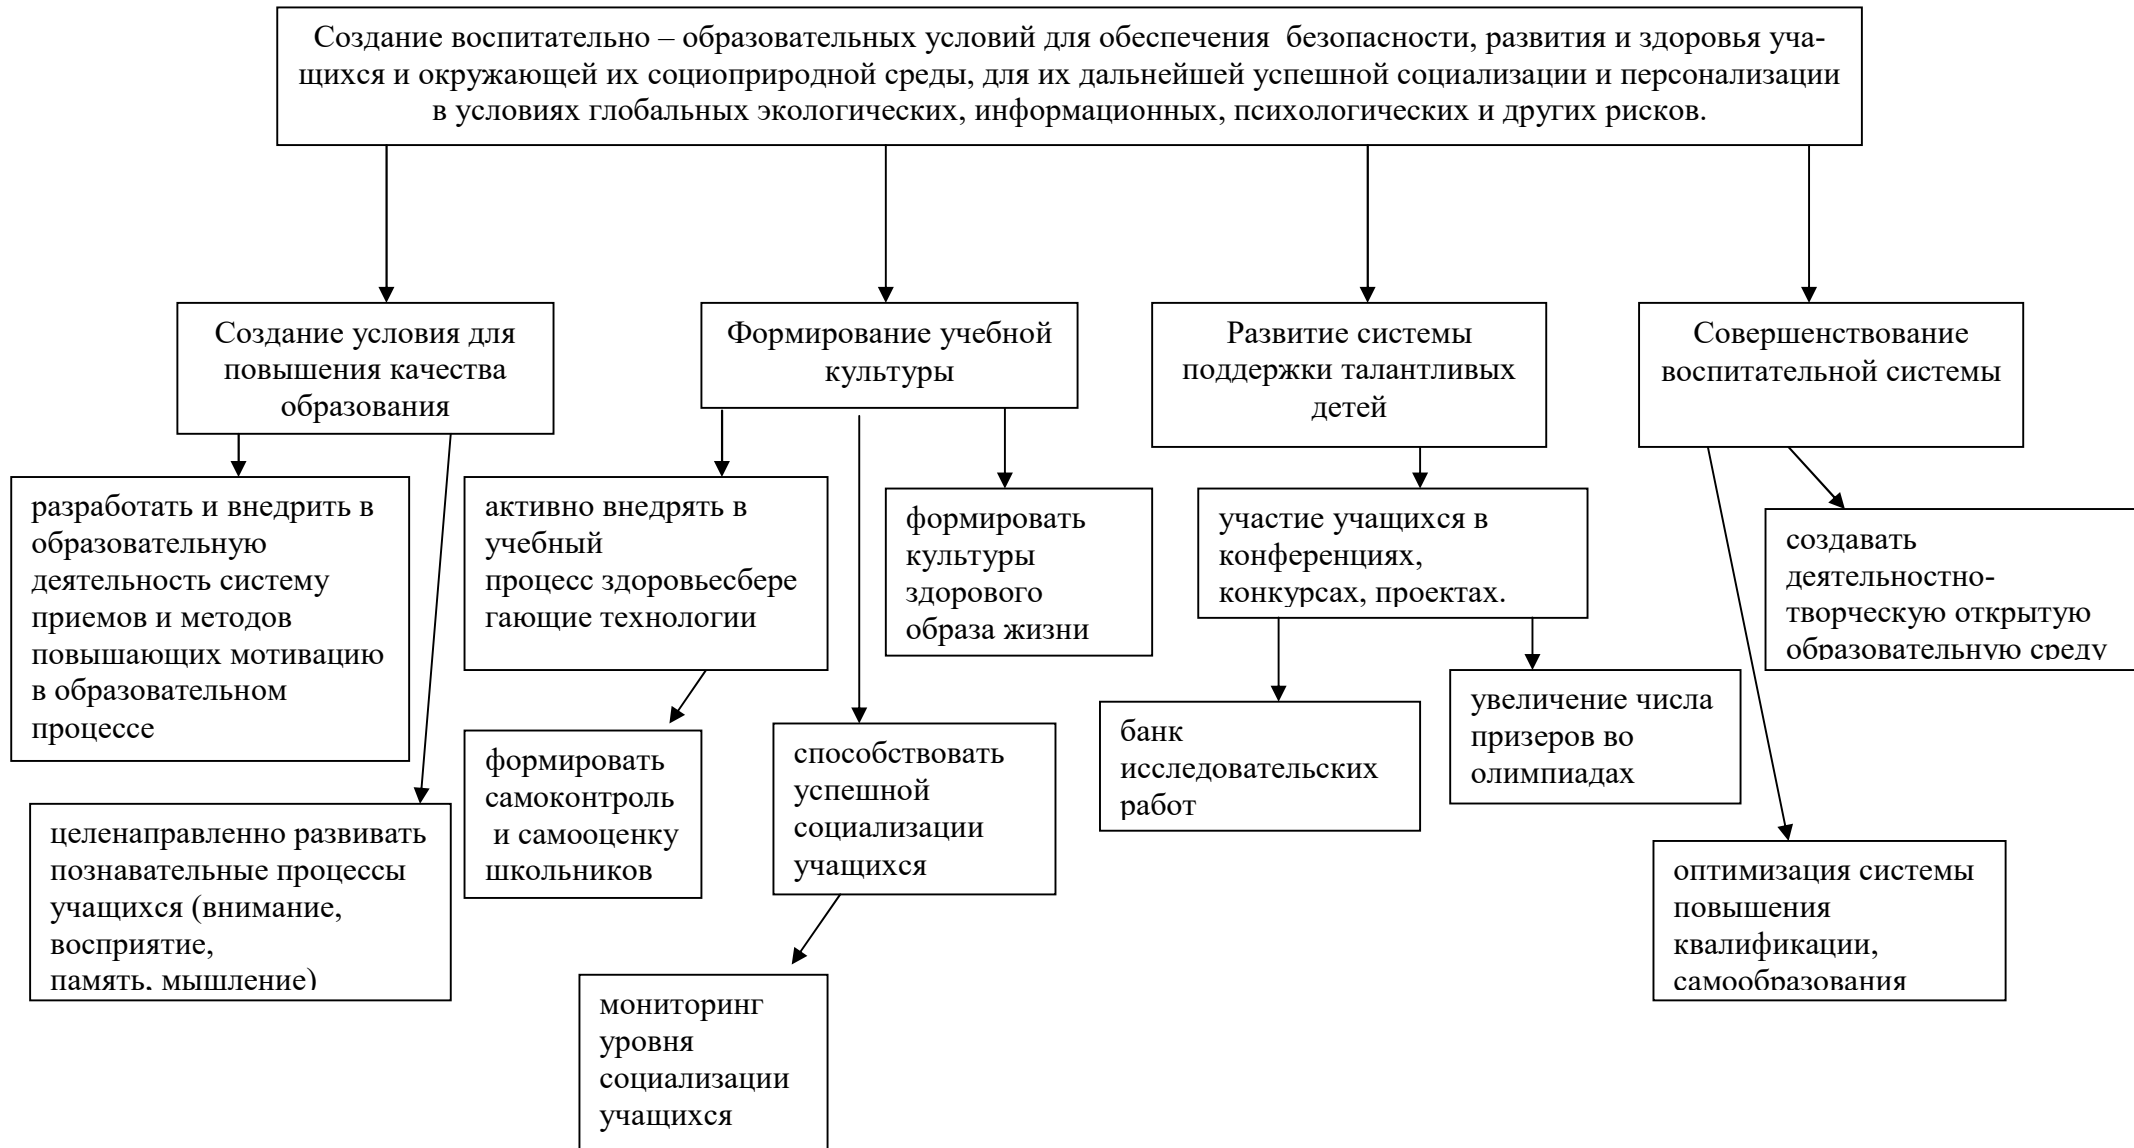 Создание воспитательно – образовательных условий для обеспечения  безопасности, развития и здоровья уча-
щихся и окружающей их социоприродной среды, для их дальнейшей успешной социализации и персонализации
в условиях глобальных экологических, информационных, психологических и других рисков.
Создание условия для
повышения качества
образования
Формирование учебной
культуры
Развитие системы
поддержки талантливых
детей
Совершенствование
воспитательной системы
разработать и внедрить в
образовательную
деятельность систему
приемов и методов
повышающих мотивацию
в образовательном
процессе
активно внедрять в
учебный
процесс здоровьесбере
гающие технологии
формировать
культуры
здорового
образа жизни
участие учащихся в
конференциях,
конкурсах, проектах.
создавать
деятельностно-
творческую открытую
образовательную среду
целенаправленно развивать
познавательные процессы
учащихся (внимание,
восприятие,
память, мышление)
формировать
самоконтроль
и самооценку
школьников
способствовать
успешной
социализации
учащихся
банк
исследовательских
работ
увеличение числа
призеров во
олимпиадах
оптимизация системы
повышения
квалификации,
самообразования
мониторинг
уровня
социализации
учащихся